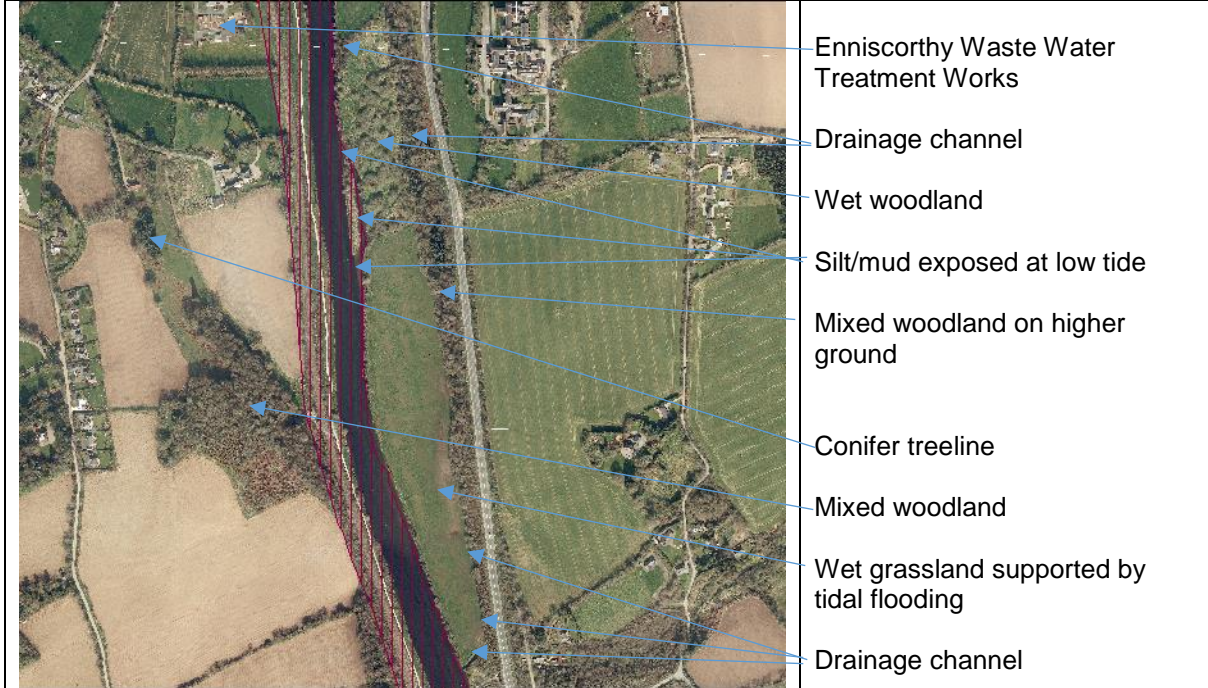 Enniscorthy Waste Water
Treatment Works
Drainage channel
Wet woodland
Silt/mud exposed at low tide
Mixed woodland on higher
ground
Conifer treeline
Mixed woodland
Wet grassland supported by
tidal flooding
Drainage channel